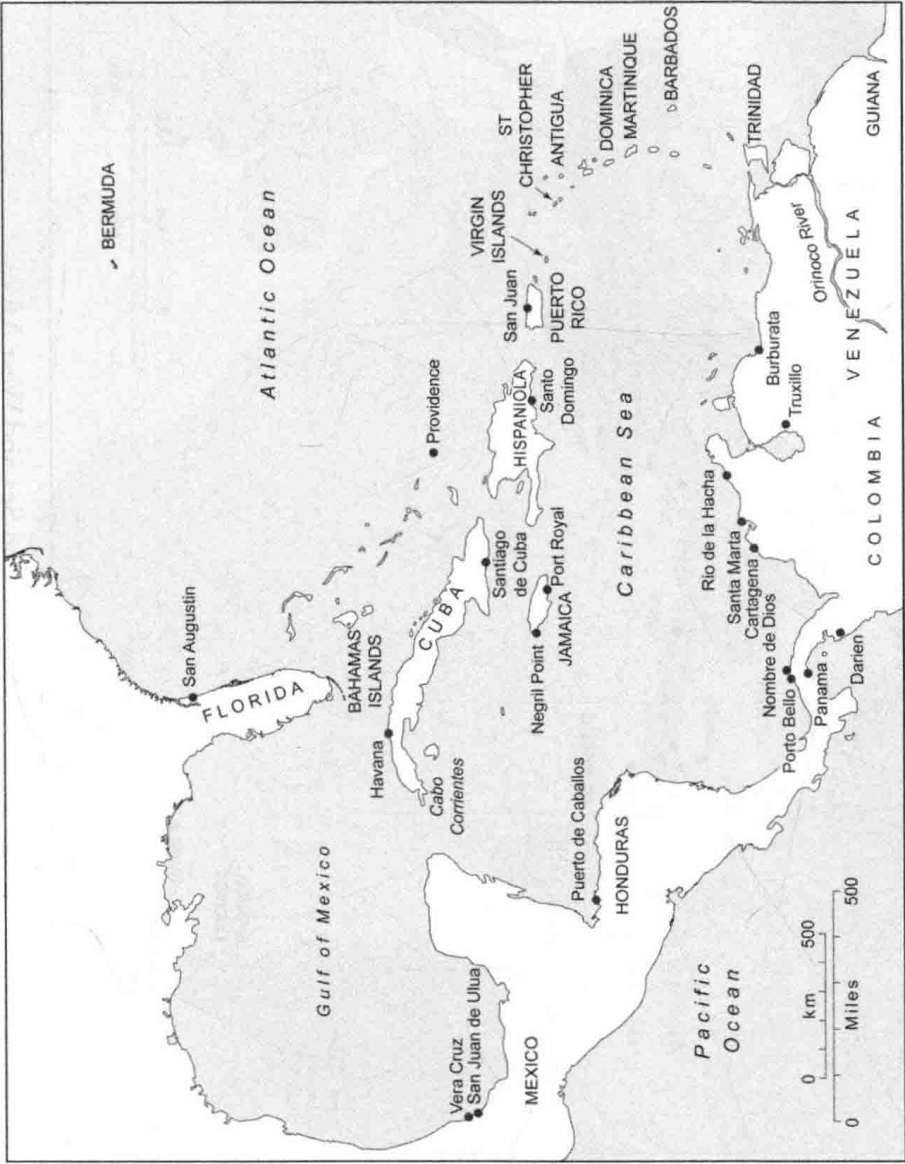 BERMUDA
Atlantic Ocean
San Augustin
FLORIDA
BAHAMAS
ISLANDS
Gulf of Mexico
Havana
CUBA
Cabo
Corrientes
Providence
Santiago
de Cuba
HISPANIOLA
Santo
Domingo
San Juan
PUERTO
RICO
VIRGIN
ISLANDS
ST
CHRISTOPHER
ANTIGUA
DOMINICA
MARTINIQUE
BARBADOS
TRINIDAD
Vera Cruz
San Juan de Ulua
MEXICO
Negril Point
JAMAICA
Port Royal
Caribbean Sea
Puerto de Caballos
HONDURAS
Rio de la Hacha
Santa Marta
Cartagena
Nombre de Dios
Porto Bello
Panama
Darien
Burburata
Truxillo
Orinoco River
COLOMBIA
VENEZUELA
GUIANA
Pacific
Ocean
0 km 500
0 Miles 500